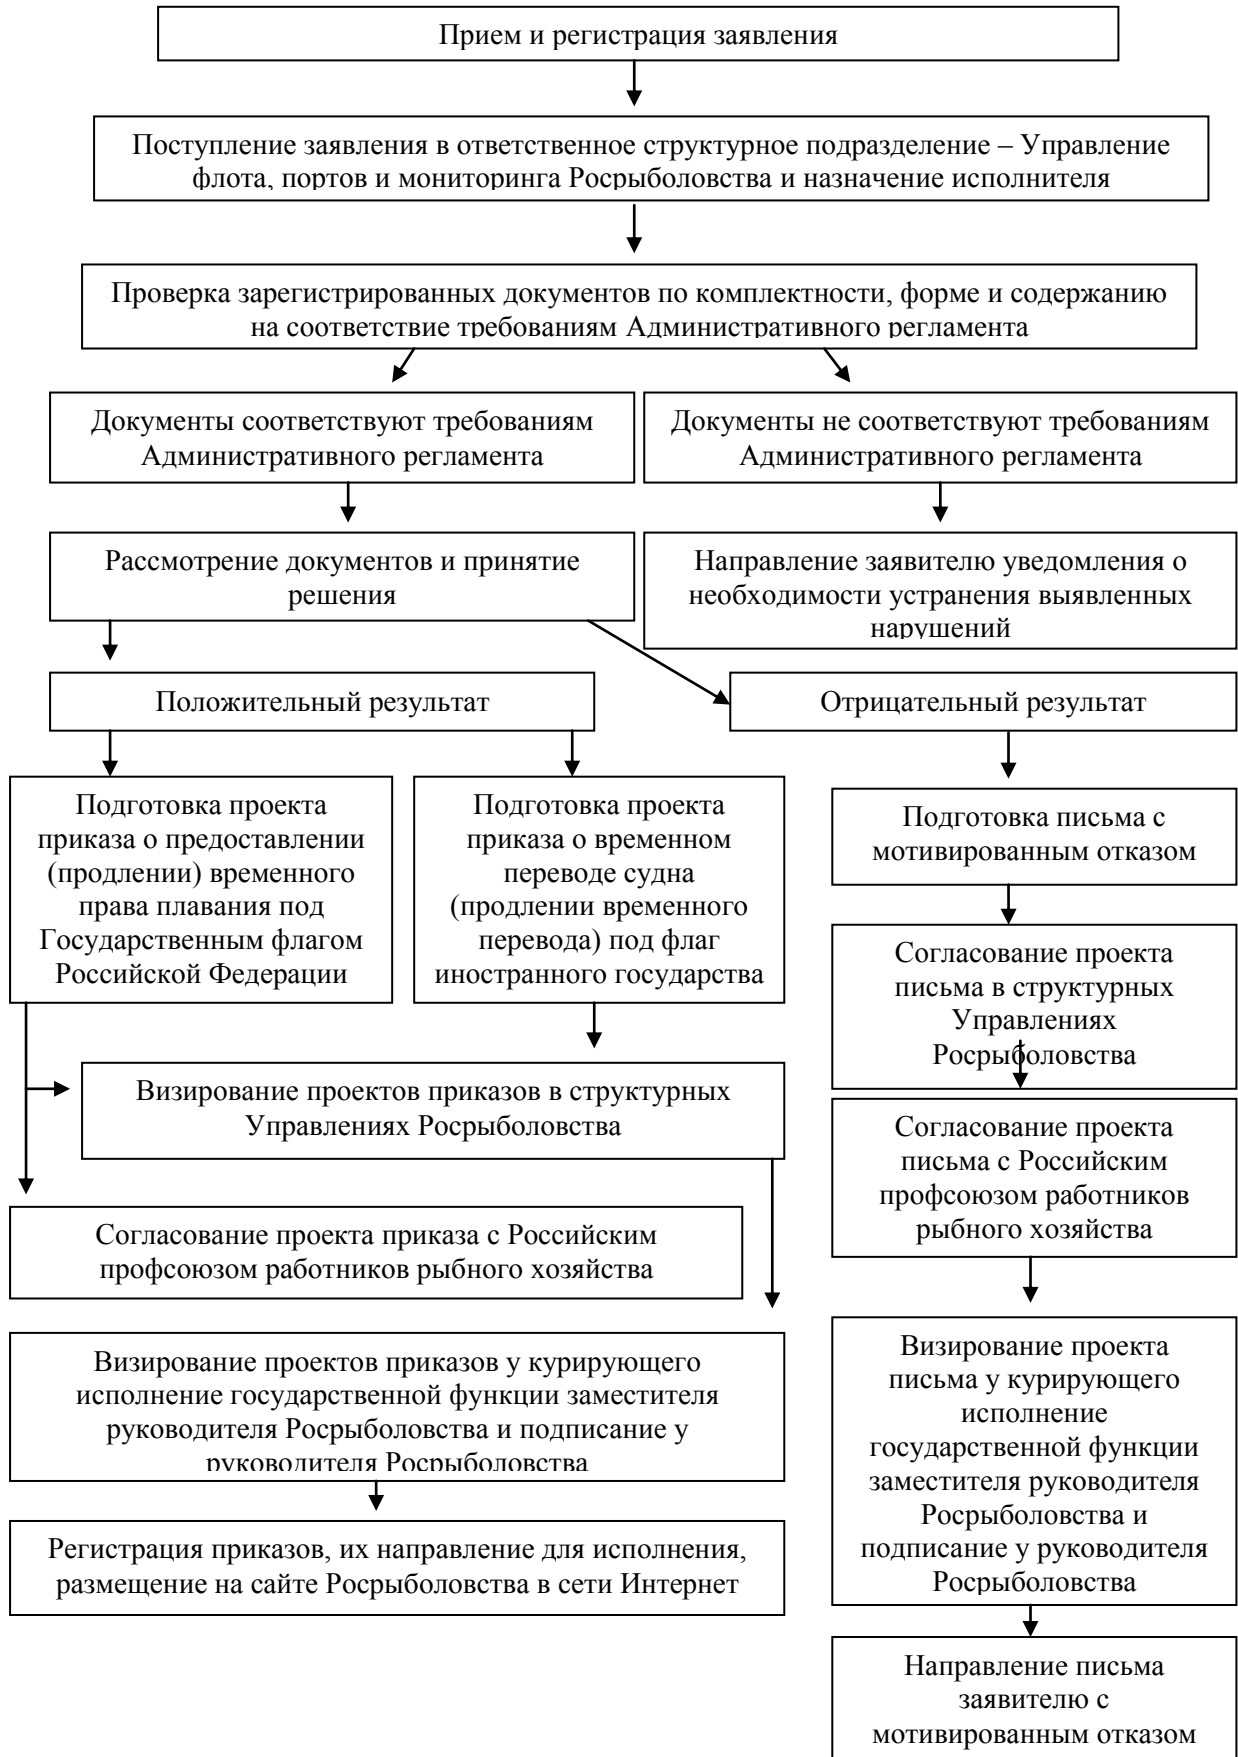 Прием и регистрация заявления
Поступление заявления в ответственное структурное подразделение – Управление
флота, портов и мониторинга Росрыболовства и назначение исполнителя
Проверка зарегистрированных документов по комплектности, форме и содержанию
на соответствие требованиям Административного регламента
Документы соответствуют требованиям
Административного регламента
Документы не соответствуют требованиям
Административного регламента
Рассмотрение документов и принятие
решения
Направление заявителю уведомления о
необходимости устранения выявленных
нарушений
Положительный результат
Отрицательный результат
Подготовка проекта
приказа о предоставлении
(продлении) временного
права плавания под
Государственным флагом
Российской Федерации
Подготовка проекта
приказа о временном
переводе судна
(продлении временного
перевода) под флаг
иностранного государства
Подготовка письма с
мотивированным отказом
Согласование проекта
письма в структурных
Управлениях
Росрыболовства
Визирование проектов приказов в структурных
Управлениях Росрыболовства
Согласование проекта
письма с Российским
профсоюзом работников
рыбного хозяйства
Согласование проекта приказа с Российским
профсоюзом работников рыбного хозяйства
Визирование проектов приказов у курирующего
исполнение государственной функции заместителя
руководителя Росрыболовства и подписание у
руководителя Росрыболовства
Визирование проекта
письма у курирующего
исполнение
государственной функции
заместителя руководителя
Росрыболовства и
подписание у руководителя
Росрыболовства
Регистрация приказов, их направление для исполнения,
размещение на сайте Росрыболовства в сети Интернет
Направление письма
заявителю с
мотивированным отказом